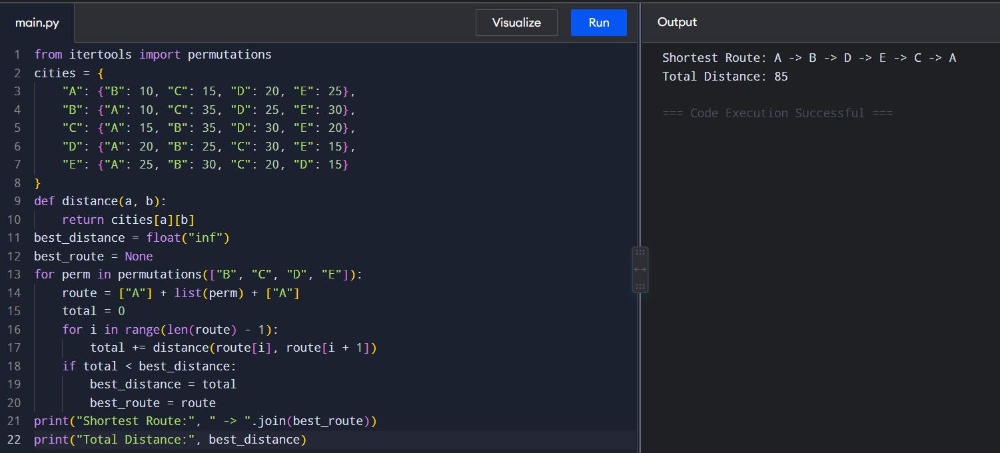 main.py
Visualize
Run
Output
1 from itertools import permutations
2 cities = {
3     "A": {"B": 10, "C": 15, "D": 20, "E": 25},
4     "B": {"A": 10, "C": 35, "D": 25, "E": 30},
5     "C": {"A": 15, "B": 35, "D": 30, "E": 20},
6     "D": {"A": 20, "B": 25, "C": 30, "E": 15},
7     "E": {"A": 25, "B": 30, "C": 20, "D": 15}
8 }
9 def distance(a, b):
10     return cities[a][b]
11 best_distance = float("inf")
12 best_route = None
13 for perm in permutations(["B", "C", "D", "E"]):
14     route = ["A"] + list(perm) + ["A"]
15     total = 0
16     for i in range(len(route) - 1):
17         total += distance(route[i], route[i + 1])
18     if total < best_distance:
19         best_distance = total
20         best_route = route
21 print("Shortest Route:", " -> ".join(best_route))
22 print("Total Distance:", best_distance)
Shortest Route: A -> B -> D -> E -> C -> A
Total Distance: 85
=== Code Execution Successful ===